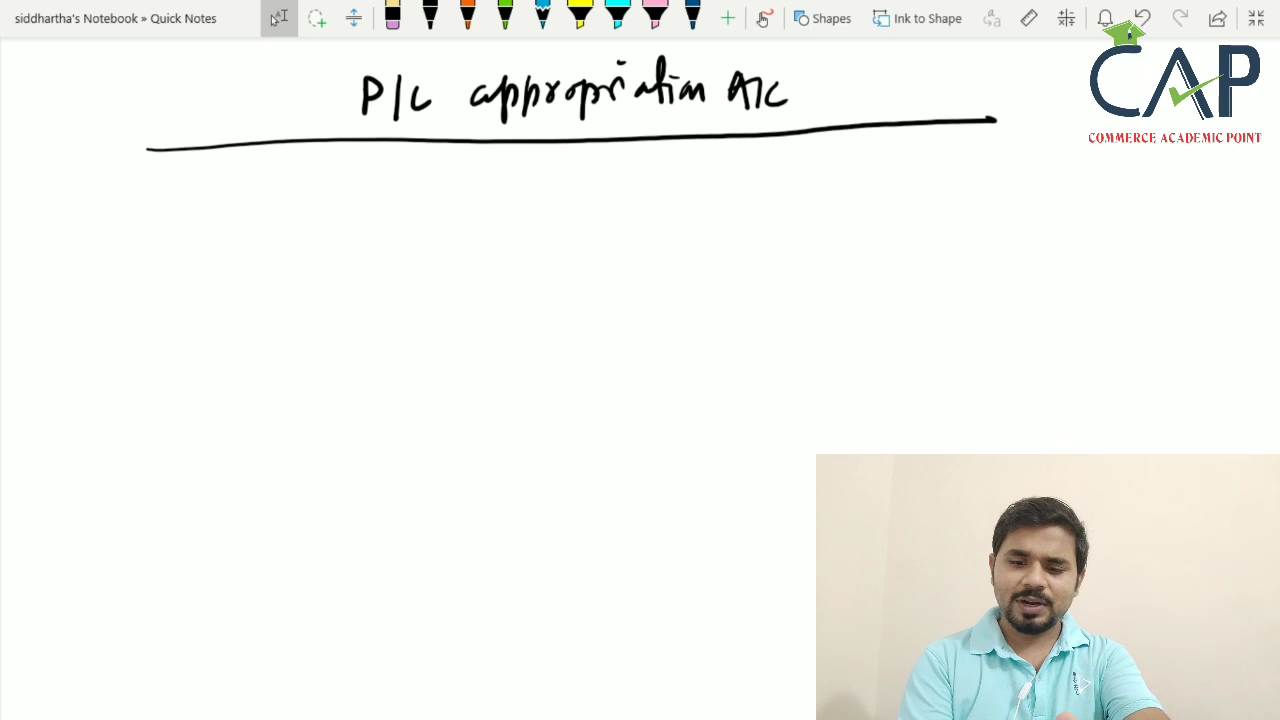 siddhartha's Notebook » Quick Notes
Shapes
Ink to Shape
P/L appropriation A/C
CAP
COMMERCE ACADEMIC POINT